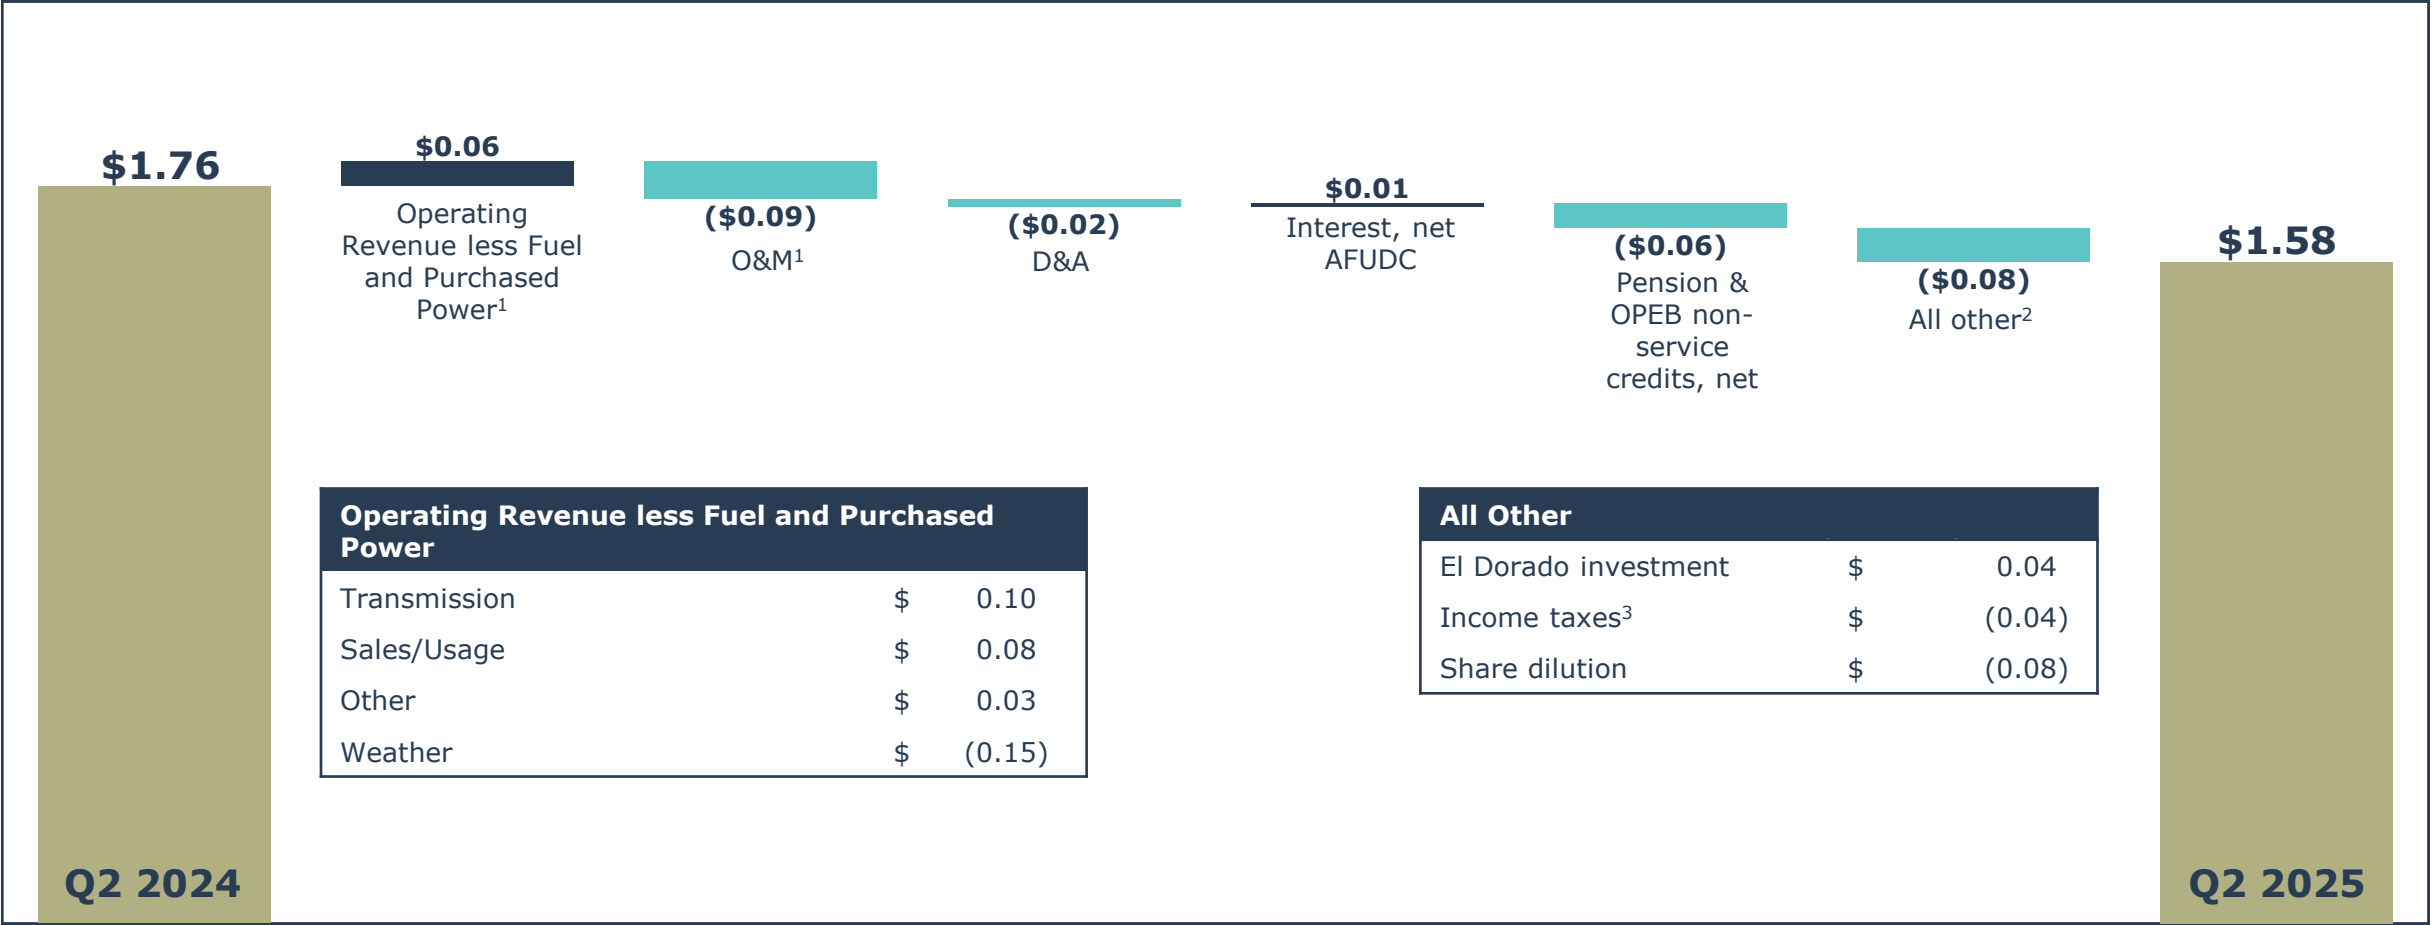 $1.76
$0.06
Operating
Revenue less Fuel
and Purchased
Power¹
($0.09)
O&M¹
($0.02)
D&A
$0.01
Interest, net
AFUDC
($0.06)
Pension &
OPEB non-
service
credits, net
($0.08)
All other²
$1.58
Operating Revenue less Fuel and Purchased
Power
Transmission $ 0.10
Sales/Usage $ 0.08
Other $ 0.03
Weather $ (0.15)
All Other
El Dorado investment $ 0.04
Income taxes³ $ (0.04)
Share dilution $ (0.08)
Q2 2024
Q2 2025